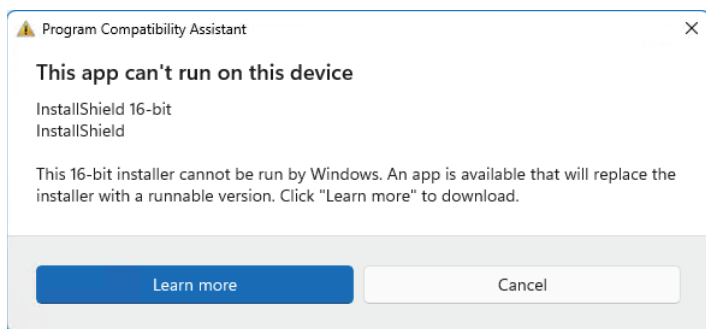 Program Compatibility Assistant
This app can't run on this device
InstallShield 16-bit
InstallShield
This 16-bit installer cannot be run by Windows. An app is available that will replace the
installer with a runnable version. Click "Learn more" to download.
Learn more
Cancel